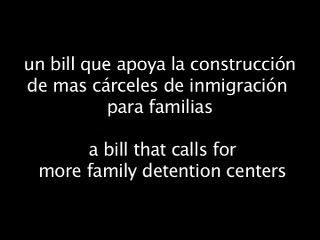 un bill que apoya la construcción
de mas cárceles de inmigración
para familias
a bill that calls for
more family detention centers